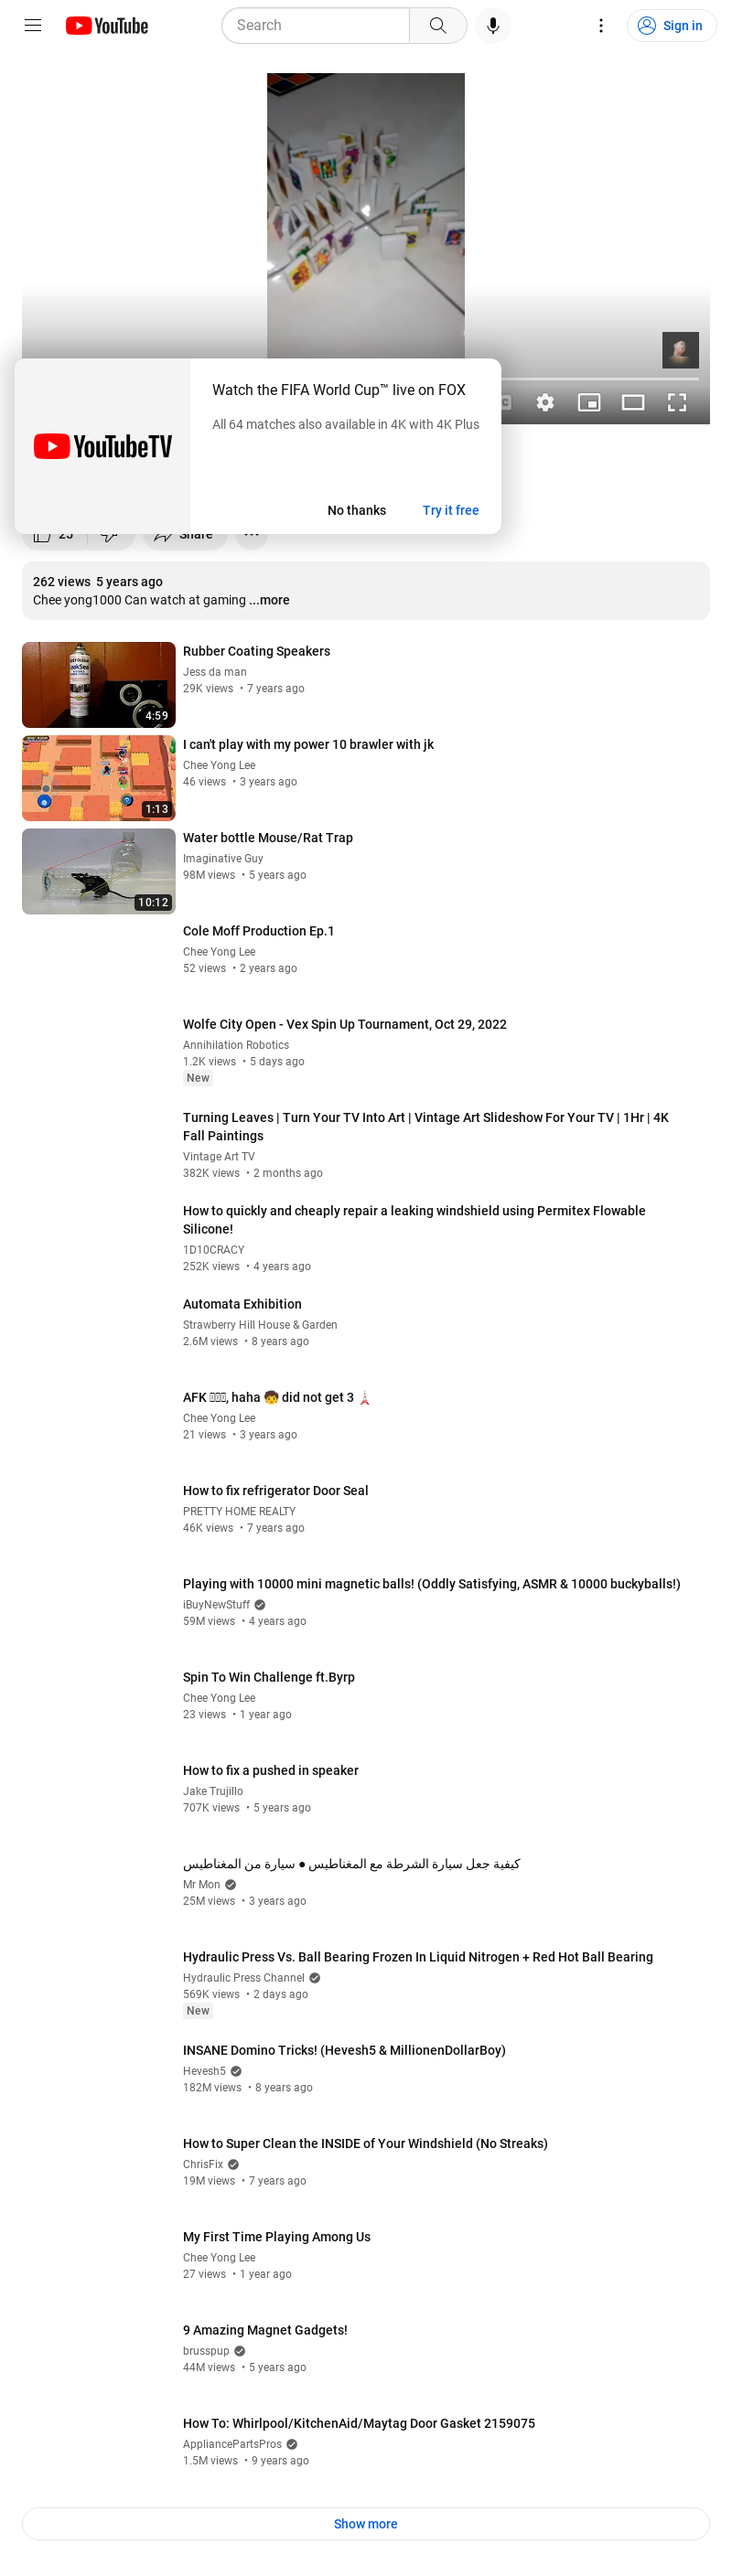 YouTube
Search
Sign in
Watch the FIFA World Cup™ live on FOX
All 64 matches also available in 4K with 4K Plus
YouTubeTV
No thanks
Try it free
25
Share
262 views 5 years ago
Chee yong1000 Can watch at gaming ...more
Rubber Coating Speakers
Jess da man
29K views • 7 years ago
4:59
I can't play with my power 10 brawler with jk
Chee Yong Lee
46 views • 3 years ago
1:13
Water bottle Mouse/Rat Trap
Imaginative Guy
98M views • 5 years ago
10:12
Cole Moff Production Ep.1
Chee Yong Lee
52 views • 2 years ago
Wolfe City Open - Vex Spin Up Tournament, Oct 29, 2022
Annihilation Robotics
1.2K views • 5 days ago
New
Turning Leaves | Turn Your TV Into Art | Vintage Art Slideshow For Your TV | 1Hr | 4K
Fall Paintings
Vintage Art TV
382K views • 2 months ago
How to quickly and cheaply repair a leaking windshield using Permitex Flowable
Silicone!
1D10CRACY
252K views • 4 years ago
Automata Exhibition
Strawberry Hill House & Garden
2.6M views • 8 years ago
AFK , haha 🧒 did not get 3 🗼
Chee Yong Lee
21 views • 3 years ago
How to fix refrigerator Door Seal
PRETTY HOME REALTY
46K views • 7 years ago
Playing with 10000 mini magnetic balls! (Oddly Satisfying, ASMR & 10000 buckyballs!)
iBuyNewStuff
59M views • 4 years ago
Spin To Win Challenge ft.Byrp
Chee Yong Lee
23 views • 1 year ago
How to fix a pushed in speaker
Jake Trujillo
707K views • 5 years ago
كيفية جعل سيارة الشرطة مع المغناطيس ● سيارة من المغناطيس
Mr Mon
25M views • 3 years ago
Hydraulic Press Vs. Ball Bearing Frozen In Liquid Nitrogen + Red Hot Ball Bearing
Hydraulic Press Channel
569K views • 2 days ago
New
INSANE Domino Tricks! (Hevesh5 & MillionenDollarBoy)
Hevesh5
182M views • 8 years ago
How to Super Clean the INSIDE of Your Windshield (No Streaks)
ChrisFix
19M views • 7 years ago
My First Time Playing Among Us
Chee Yong Lee
27 views • 1 year ago
9 Amazing Magnet Gadgets!
brusspup
44M views • 5 years ago
How To: Whirlpool/KitchenAid/Maytag Door Gasket 2159075
AppliancePartsPros
1.5M views • 9 years ago
Show more